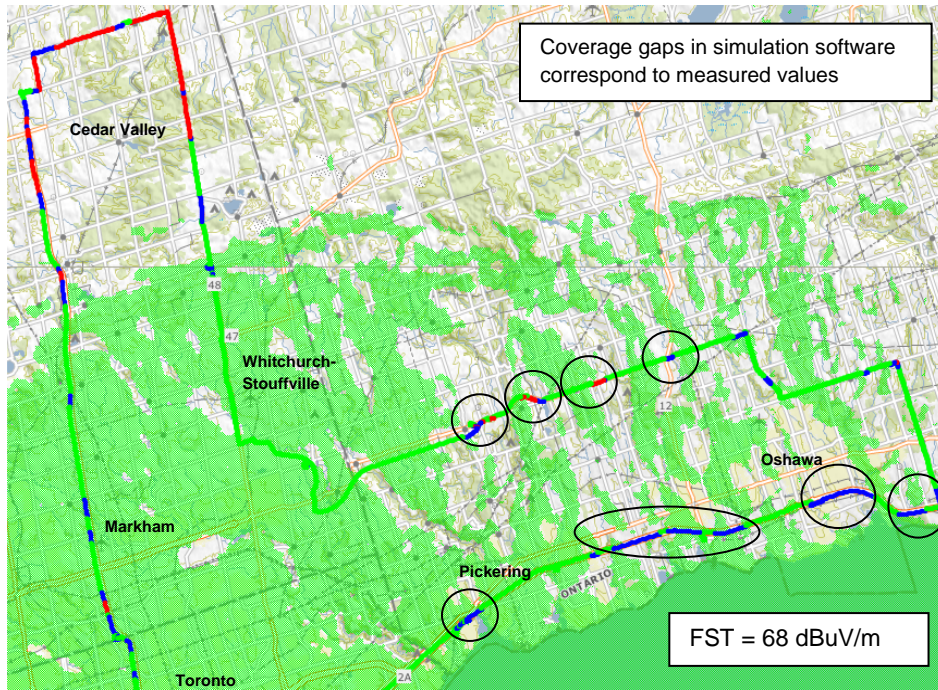 Coverage gaps in simulation software
correspond to measured values
Cedar Valley
48
47
Whitchurch-
Stouffville
12
Oshawa
Markham
Pickering
ONTARIO
FST = 68 dBuV/m
Toronto
2A